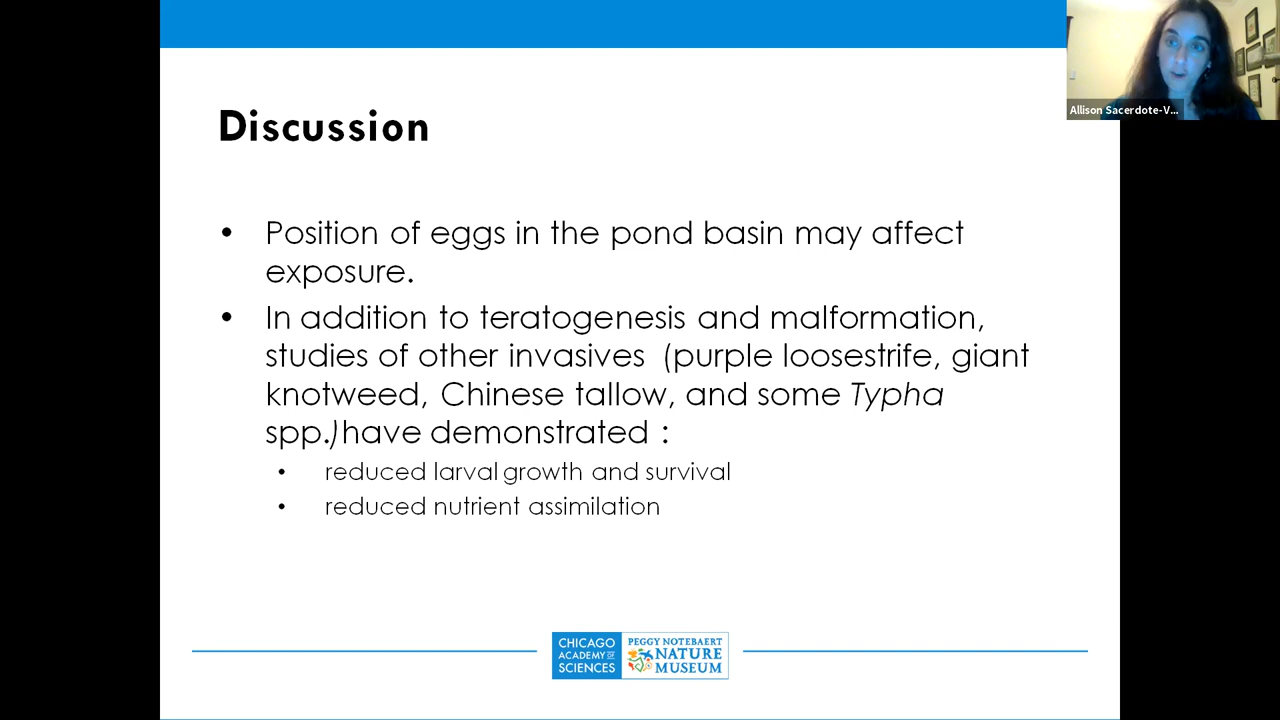 Allison Sacerdote-V...
Discussion
• Position of eggs in the pond basin may affect
exposure.
• In addition to teratogenesis and malformation,
studies of other invasives (purple loosestrife, giant
knotweed, Chinese tallow, and some Typha
spp.)have demonstrated :
• reduced larval growth and survival
• reduced nutrient assimilation
CHICAGO
ACADEMY OF
SCIENCES
PEGGY NOTEBAERT
NATURE
MUSEUM